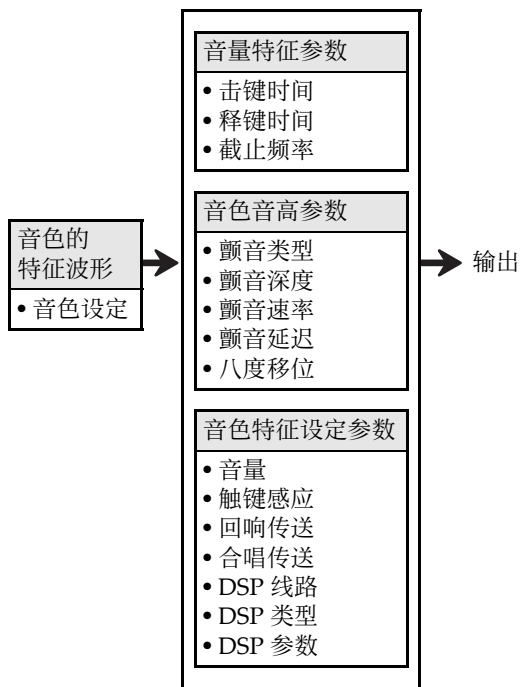 音色的
特征波形
• 音色设定
音量特征参数
• 击键时间
• 释键时间
• 截止频率
音色音高参数
• 颤音类型
• 颤音深度
• 颤音速率
• 颤音延迟
• 八度移位
音色特征设定参数
• 音量
• 触键感应
• 回响传送
• 合唱传送
• DSP 线路
• DSP 类型
• DSP 参数
输出